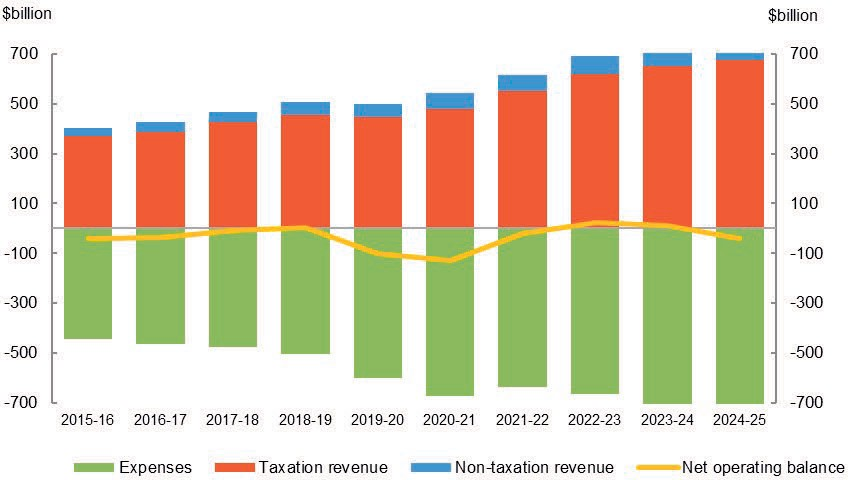 $billion $billion
700 700
500 500
300 300
100 100
-100 -100
-300 -300
-500 -500
-700 -700
2015-16 2016-17 2017-18 2018-19 2019-20 2020-21 2021-22 2022-23 2023-24 2024-25
Expenses Taxation revenue Non-taxation revenue Net operating balance